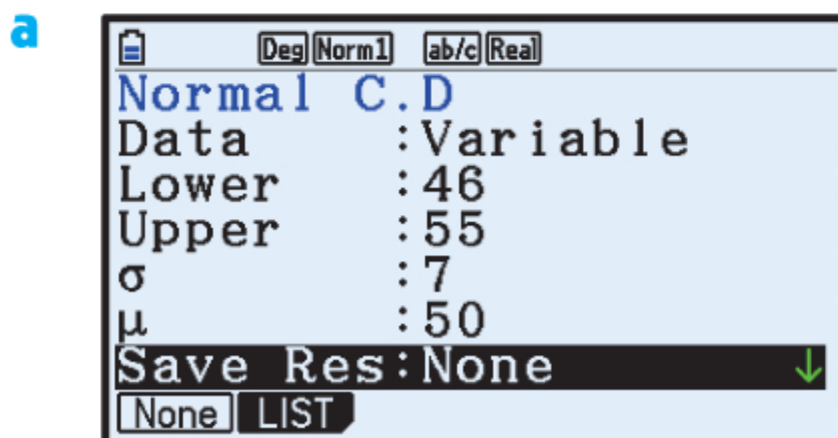 a
Deg Norm1 ab/c Real
Normal C.D
Data :Variable
Lower :46
Upper :55
σ :7
μ :50
Save Res:None ↓
None LIST